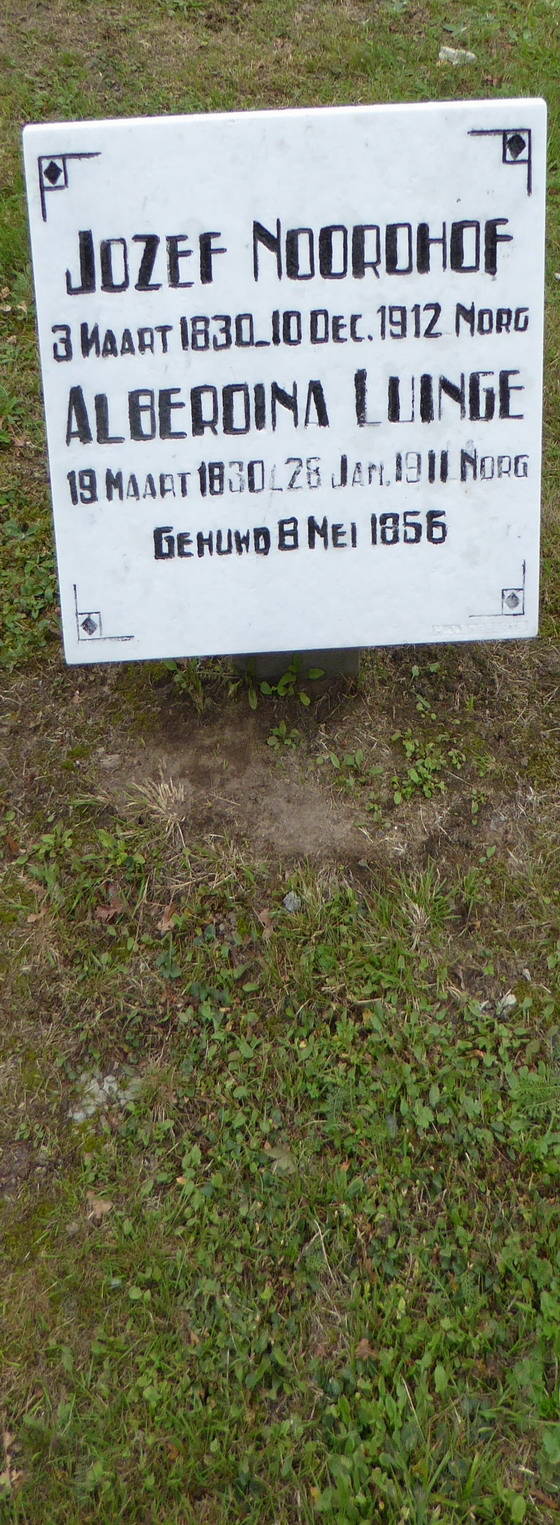 JOZEF NOORDHOF
3 MAART 1830_10 DEC. 1912 NORG
ALBERDINA LUINGE
19 MAART 1830_26 JAN. 1911 NORG
GEHUWD 8 MEI 1856